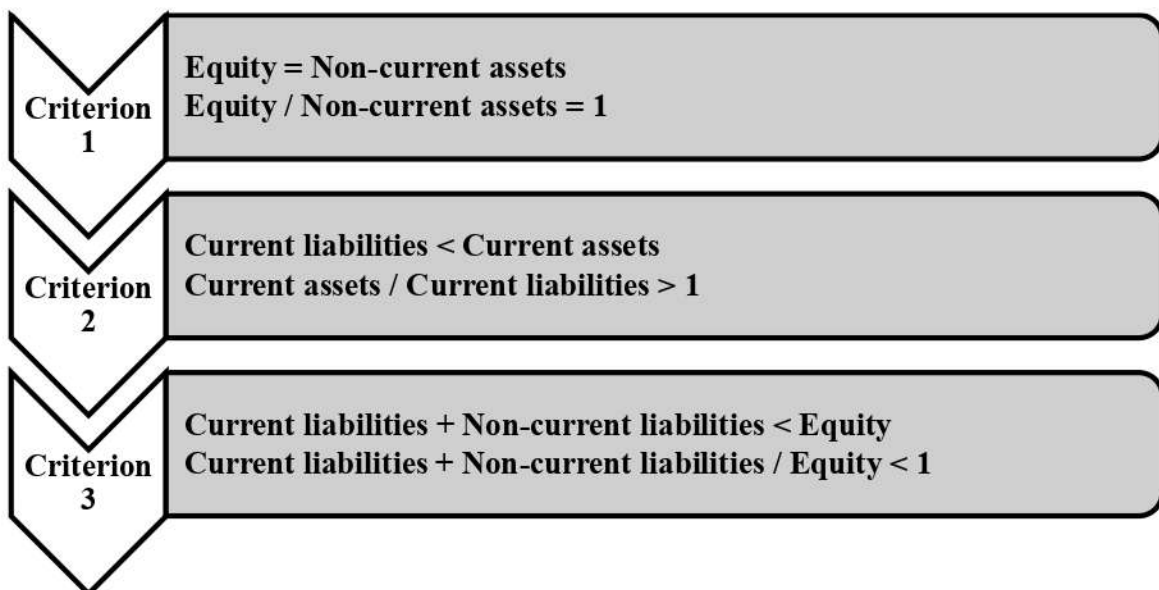 Criterion
1
Equity = Non-current assets
Equity / Non-current assets = 1
Criterion
2
Current liabilities < Current assets
Current assets / Current liabilities > 1
Criterion
3
Current liabilities + Non-current liabilities < Equity
Current liabilities + Non-current liabilities / Equity < 1